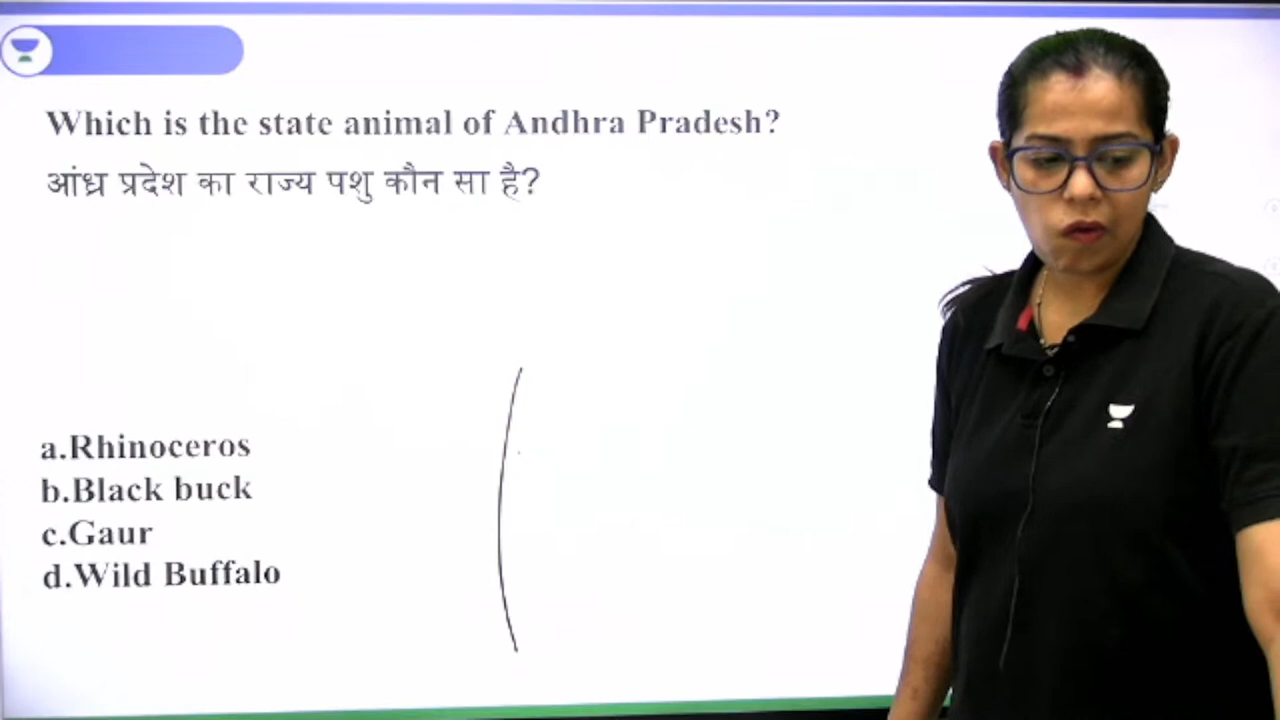 Which is the state animal of Andhra Pradesh?
आंध्र प्रदेश का राज्य पशु कौन सा है?
a.Rhinoceros
b.Black buck
c.Gaur
d.Wild Buffalo